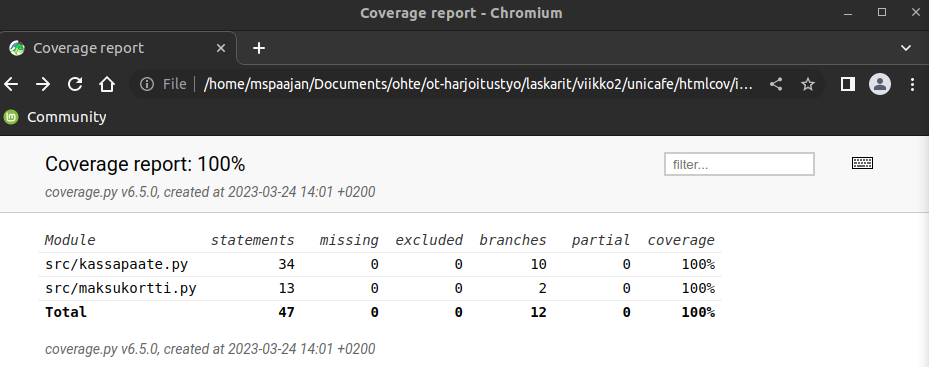 Coverage report - Chromium
Coverage report
File /home/mspaajan/Documents/ohte/ot-harjoitustyo/laskarit/viikko2/unicafe/htmlcov/i...
Community
Coverage report: 100% filter...
coverage.py v6.5.0, created at 2023-03-24 14:01 +0200
Module statements missing excluded branches partial coverage
src/kassapaate.py 34 0 0 10 0 100%
src/maksukortti.py 13 0 0 2 0 100%
Total 47 0 0 12 0 100%
coverage.py v6.5.0, created at 2023-03-24 14:01 +0200